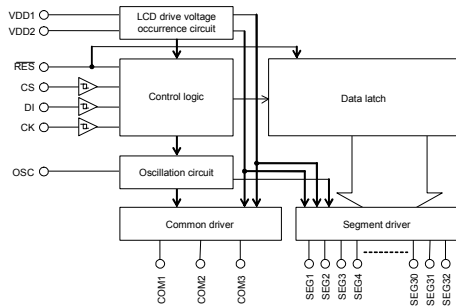 VDD1
VDD2
LCD drive voltage
occurrence circuit
RES
CS
DI
CK
Control logic
Data latch
OSC
Oscillation circuit
Common driver
Segment driver
COM1
COM2
COM3
SEG1
SEG2
SEG3
SEG4
SEG30
SEG31
SEG32